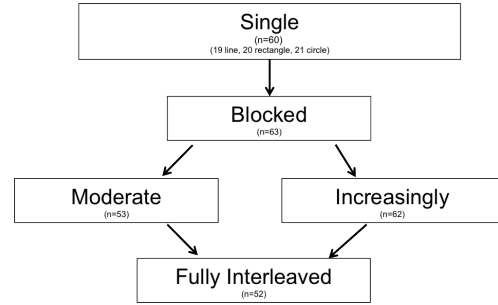 Single
(n=60)
(19 line, 20 rectangle, 21 circle)
Blocked
(n=63)
Moderate
(n=53)
Increasingly
(n=62)
Fully Interleaved
(n=52)